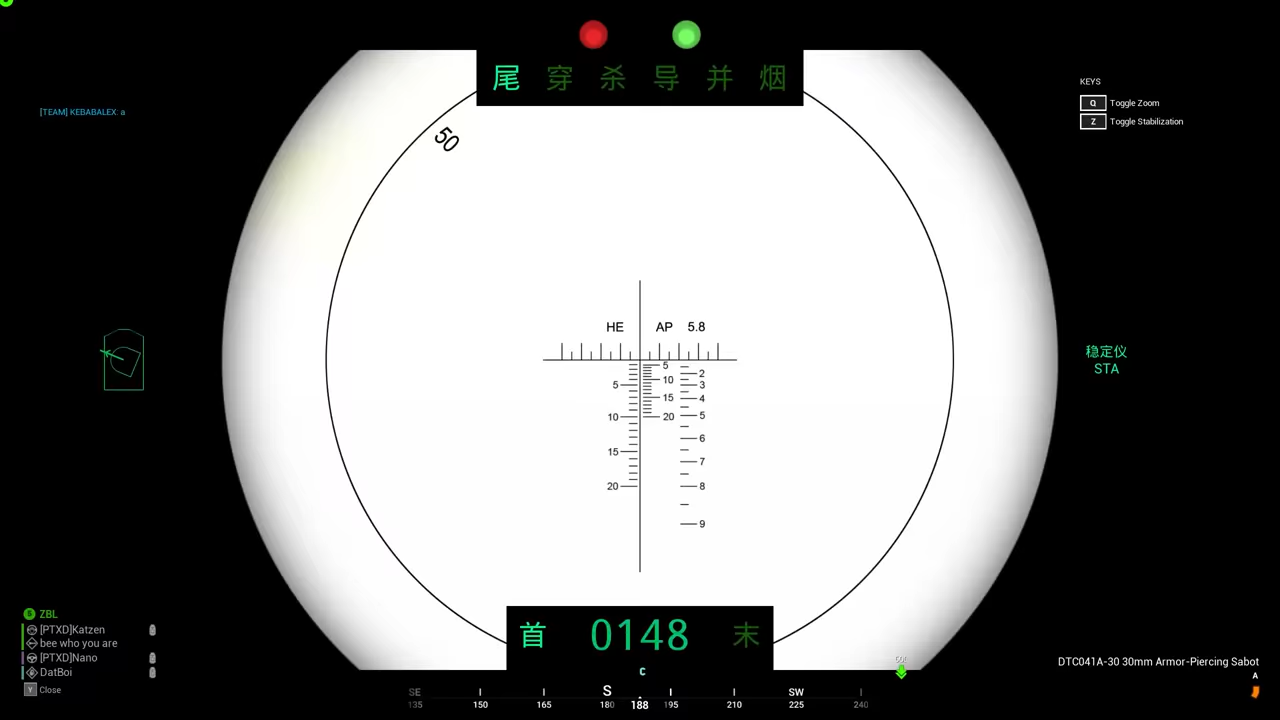 尾 穿 杀 导 并 烟
KEYS
Q Toggle Zoom
[TEAM] KEBABALEX: a
Z Toggle Stabilization
50
HE AP 5.8
5
10
15
20
5
10
15
20
2
3
4
5
6
7
8
9
稳定仪
STA
首 0148 末
ZBL
[PTXD]Katzen
bee who you are
[PTXD]Nano
DatBoi
Y Close
C
DTC041A-30 30mm Armor-Piercing Sabot
A
SE S SW
135 150 165 180 188 195 210 225 240